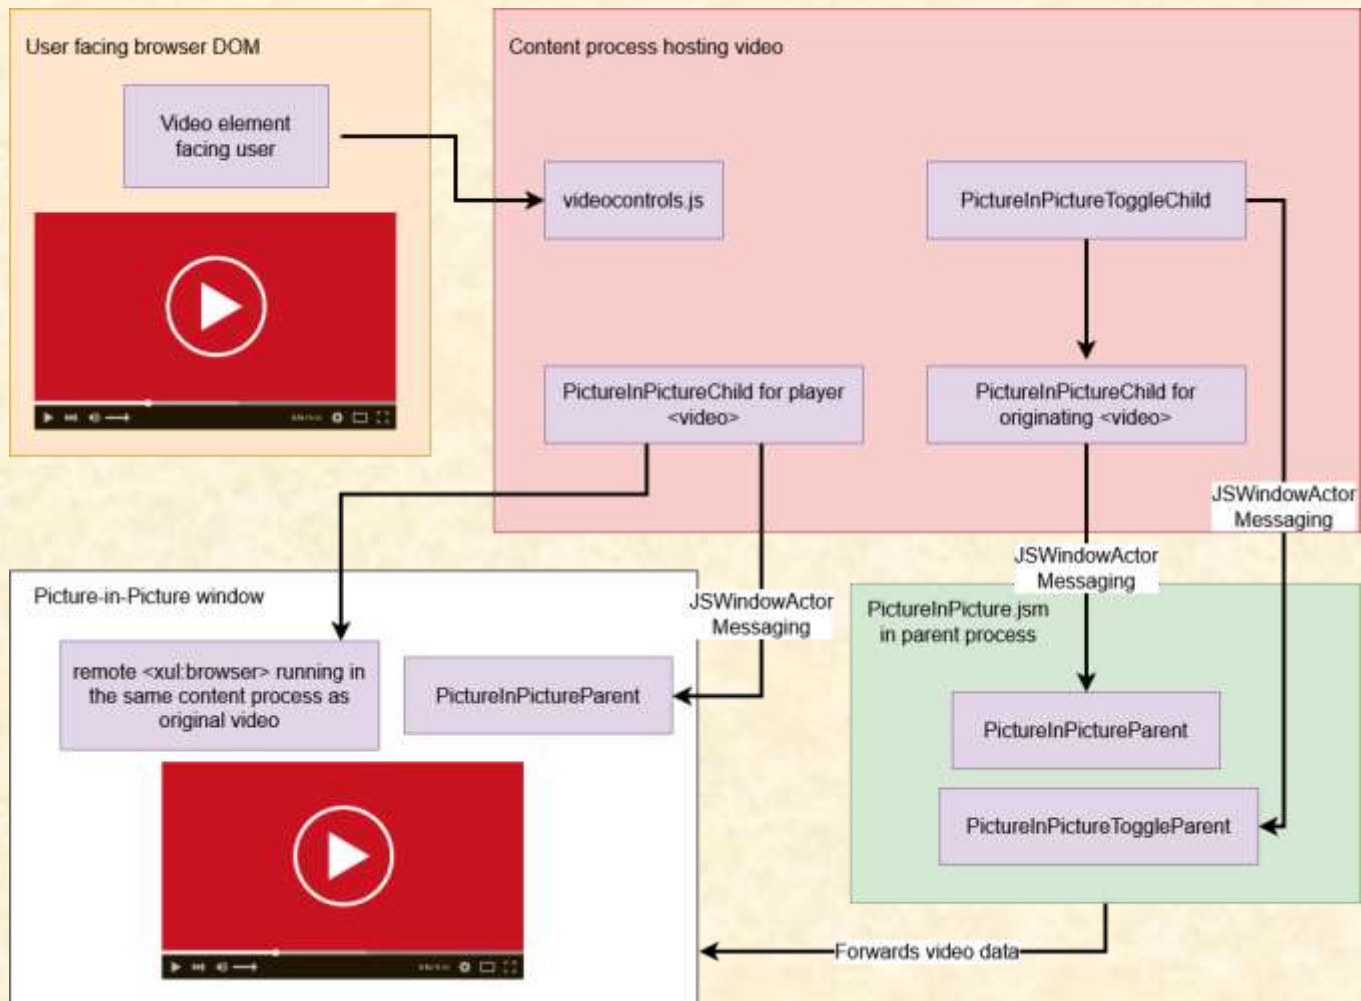 User facing browser DOM
Video element
facing user
Content process hosting video
videocontrols.js
PictureInPictureToggleChild
PictureInPictureChild for player
<video>
PictureInPictureChild for
originating <video>
JSWindowActor
Messaging
JSWindowActor
Messaging
JSWindowActor
Messaging
Picture-in-Picture window
remote <xul:browser> running in
the same content process as
original video
PictureInPictureParent
PictureInPicture.jsm
in parent process
PictureInPictureParent
PictureInPictureToggleParent
Forwards video data